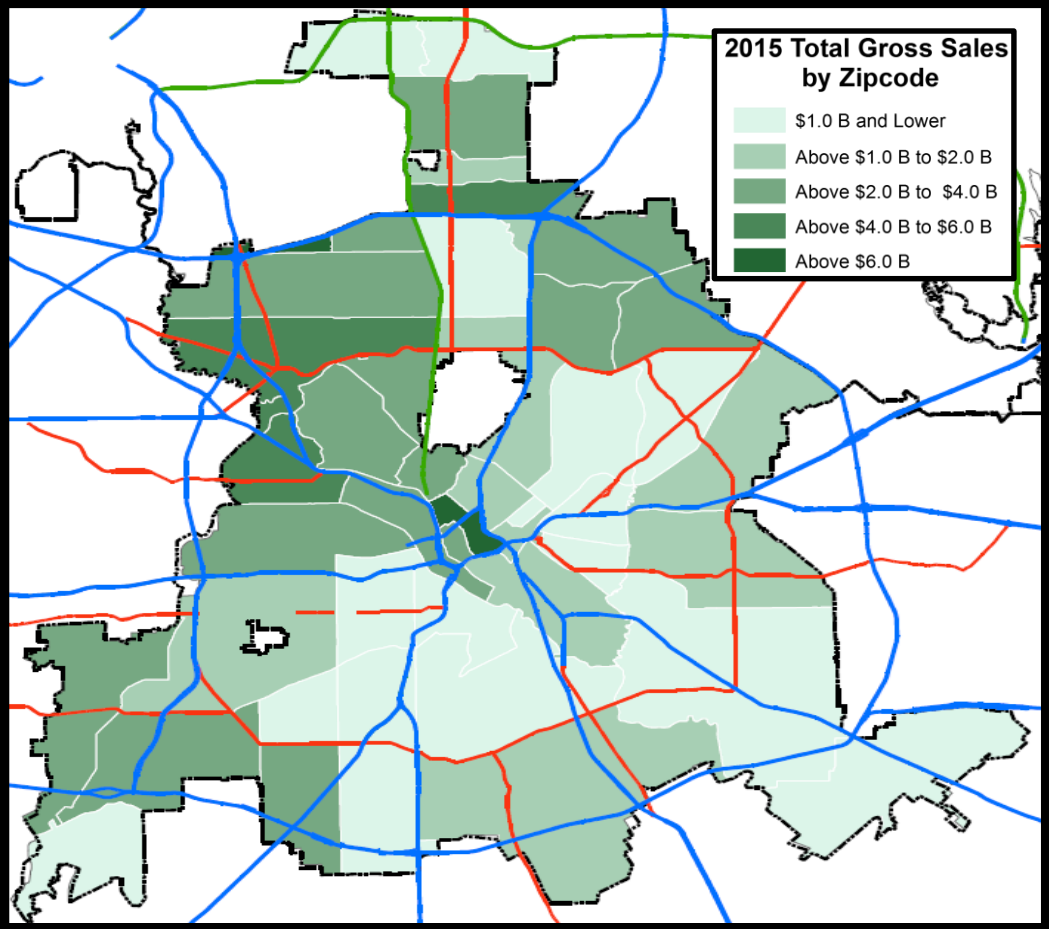 2015 Total Gross Sales
by Zipcode
$1.0 B and Lower
Above $1.0 B to $2.0 B
Above $2.0 B to  $4.0 B
Above $4.0 B to $6.0 B
Above $6.0 B